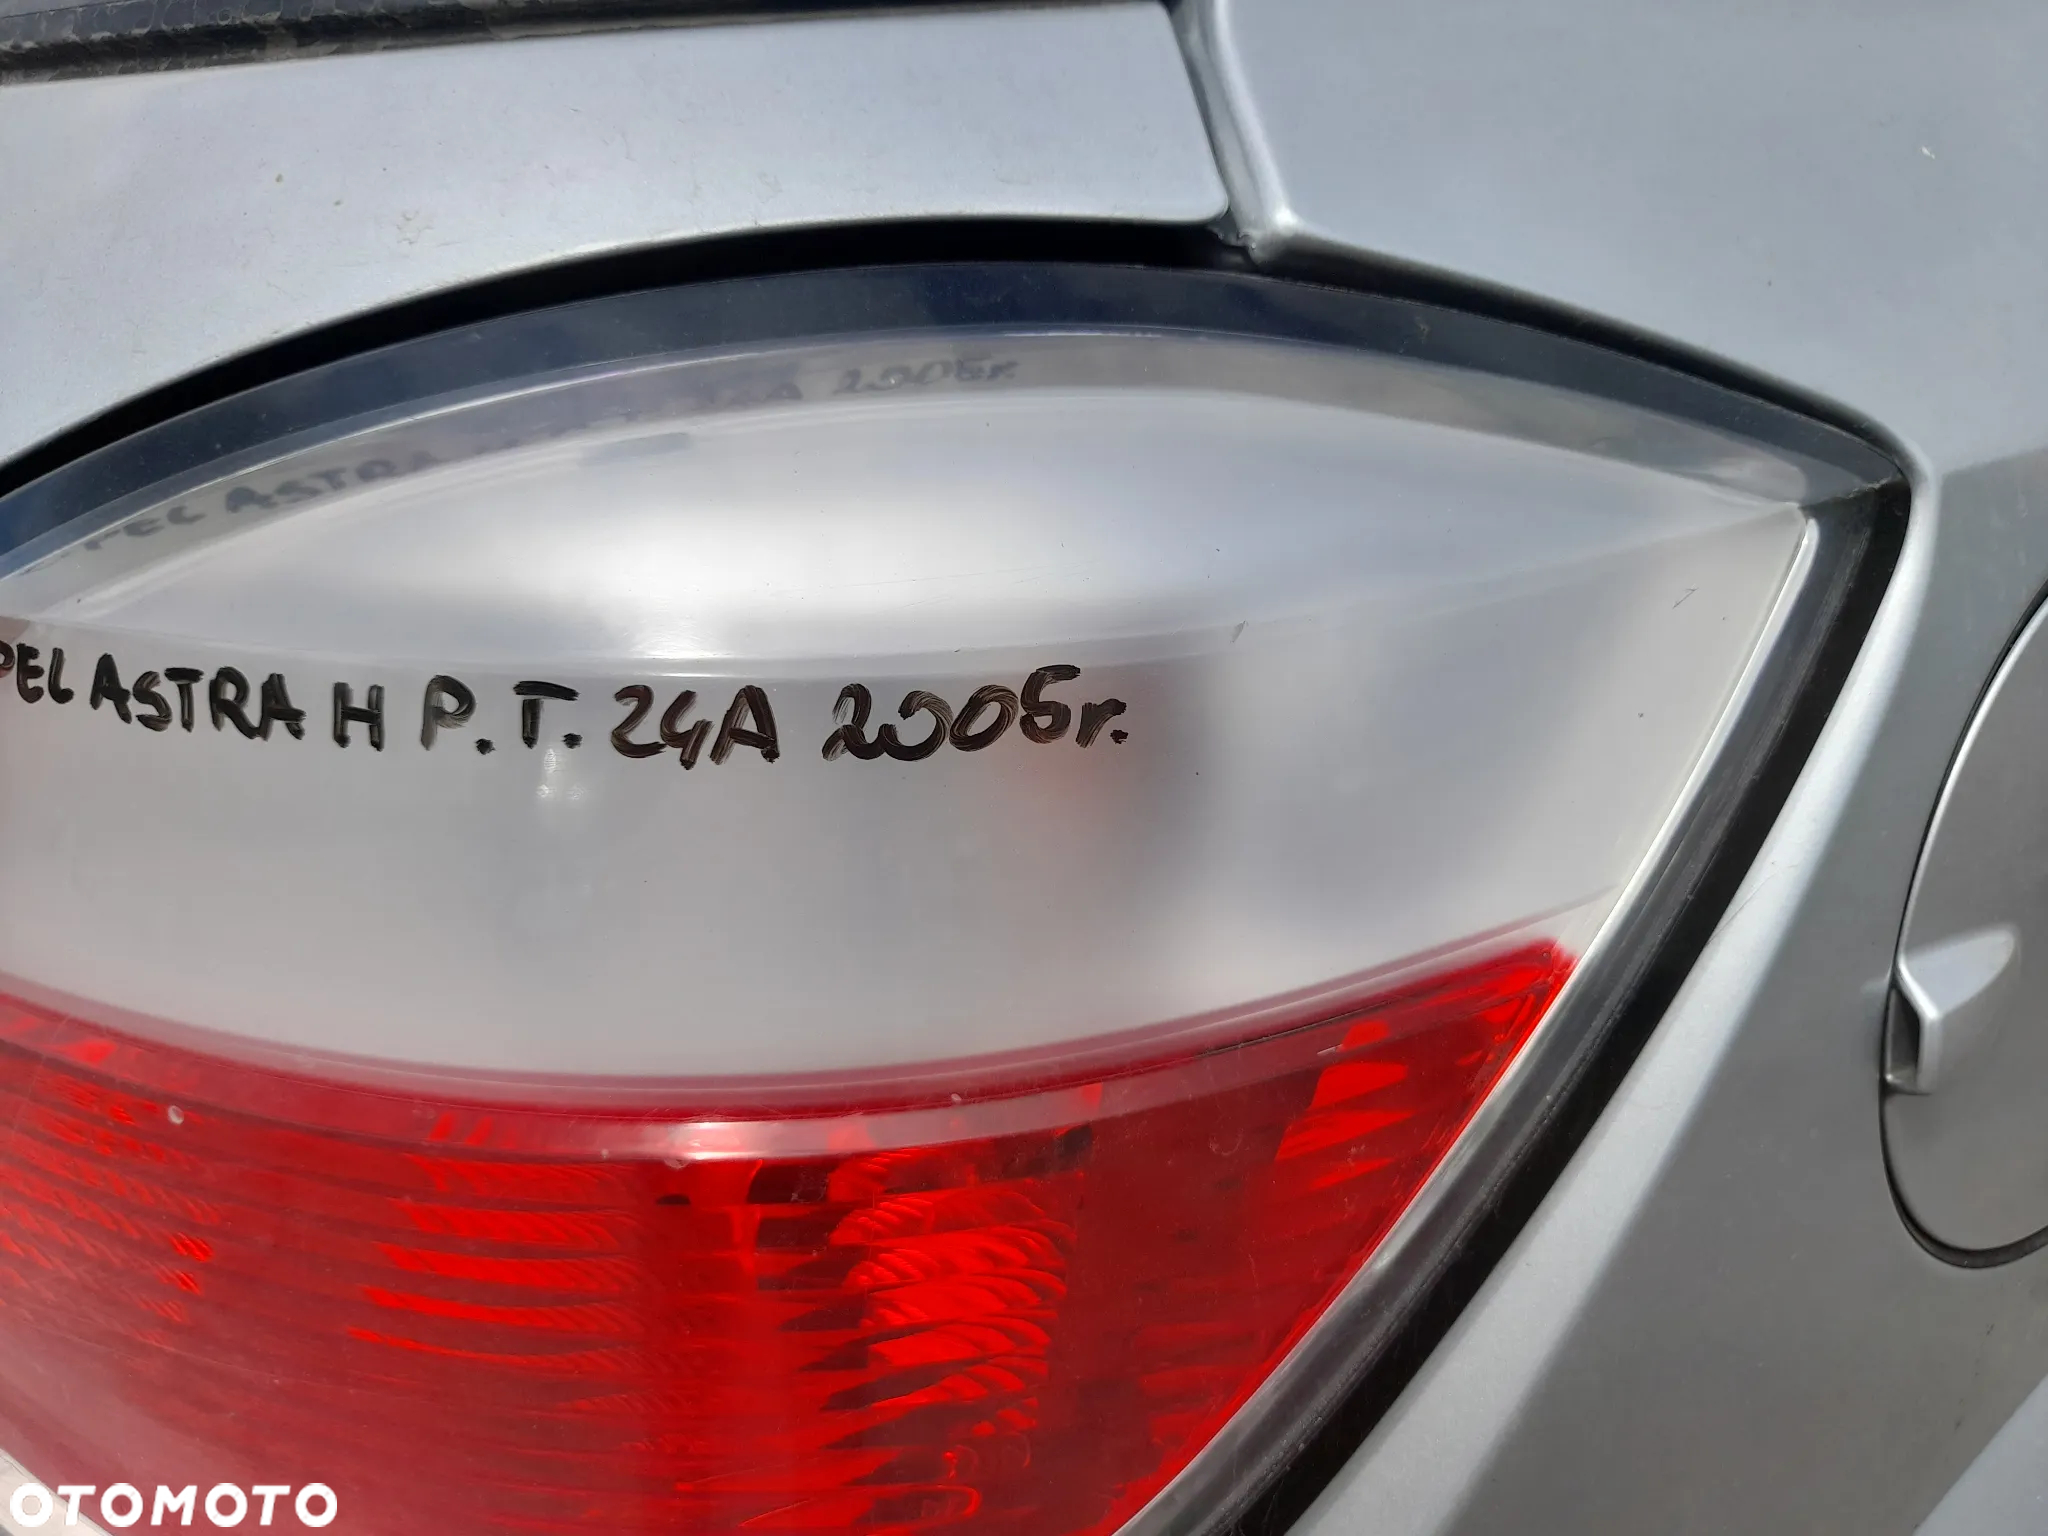 PEL ASTRA H P.T. Z4A 2005r.
OTOMOTO